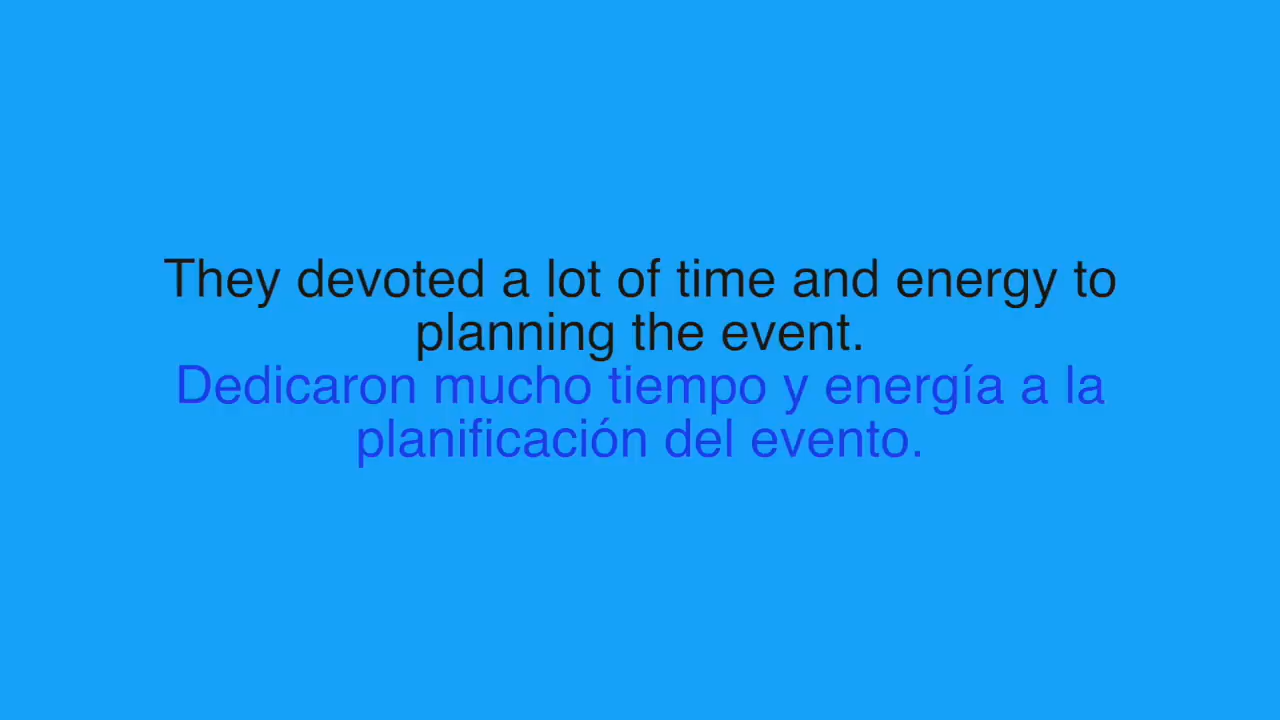 They devoted a lot of time and energy to
planning the event.
Dedicaron mucho tiempo y energía a la
planificación del evento.